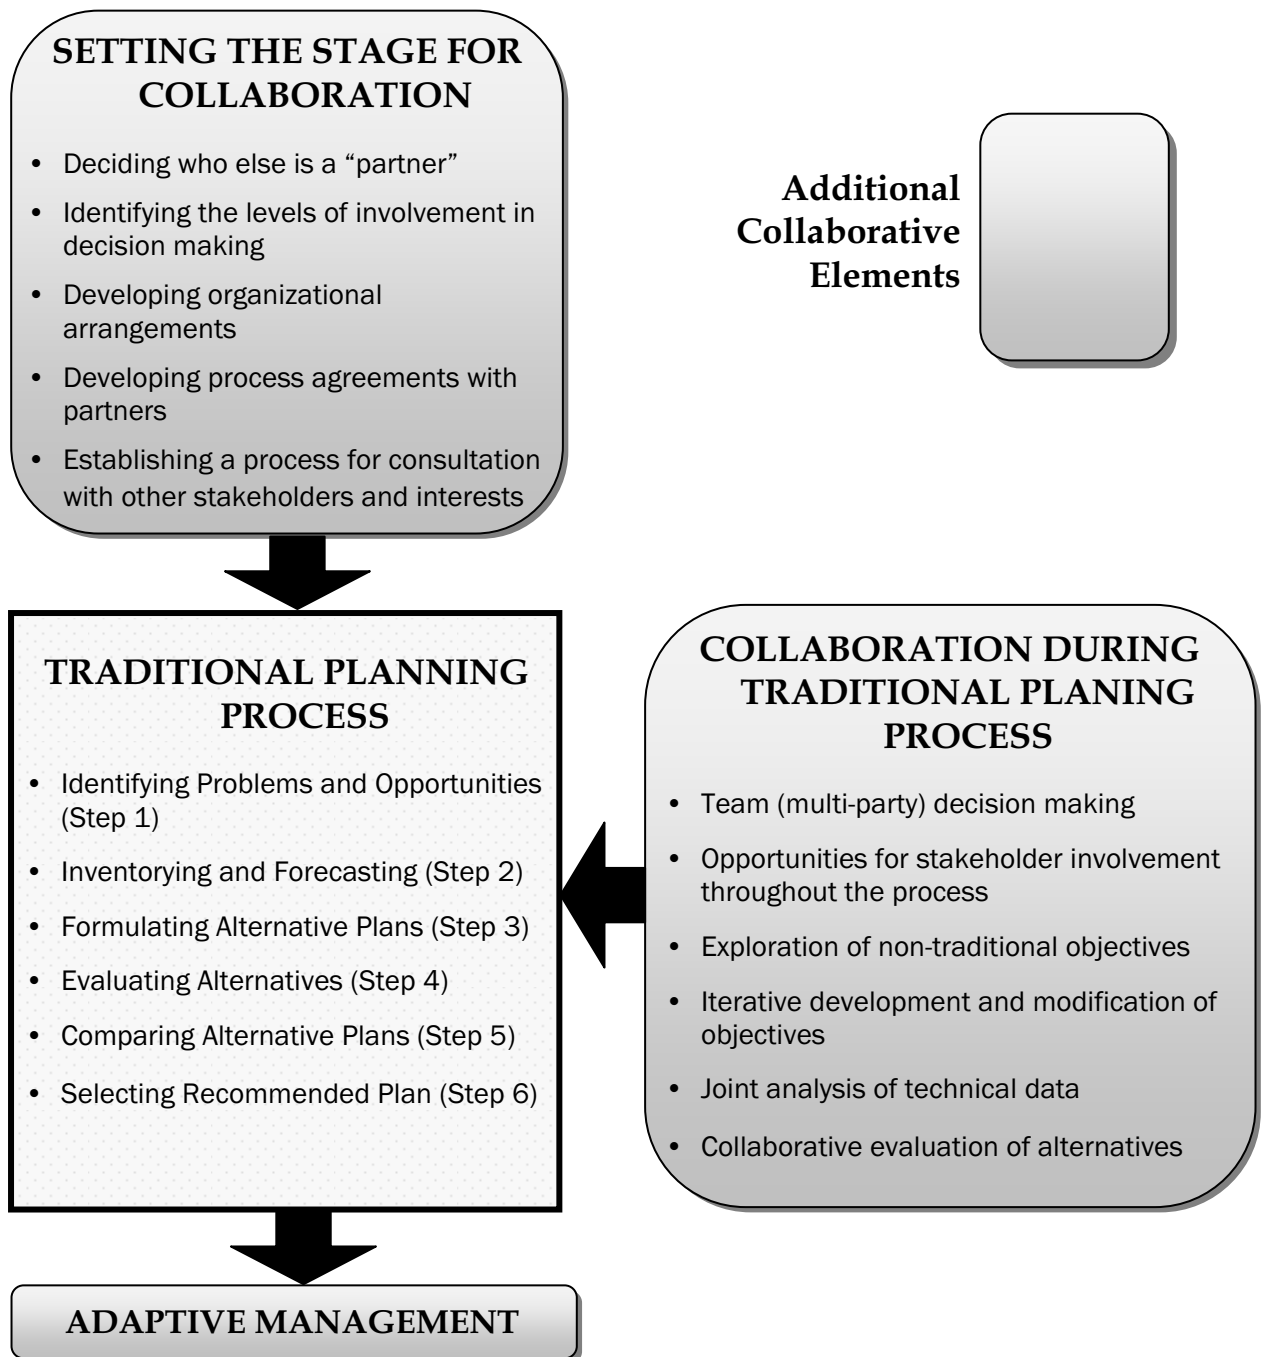 SETTING THE STAGE FOR
COLLABORATION
• Deciding who else is a “partner”
• Identifying the levels of involvement in
decision making
• Developing organizational
arrangements
• Developing process agreements with
partners
• Establishing a process for consultation
with other stakeholders and interests
Additional
Collaborative
Elements
TRADITIONAL PLANNING
PROCESS
• Identifying Problems and Opportunities
(Step 1)
• Inventorying and Forecasting (Step 2)
• Formulating Alternative Plans (Step 3)
• Evaluating Alternatives (Step 4)
• Comparing Alternative Plans (Step 5)
• Selecting Recommended Plan (Step 6)
COLLABORATION DURING
TRADITIONAL PLANING
PROCESS
• Team (multi-party) decision making
• Opportunities for stakeholder involvement
throughout the process
• Exploration of non-traditional objectives
• Iterative development and modification of
objectives
• Joint analysis of technical data
• Collaborative evaluation of alternatives
ADAPTIVE MANAGEMENT